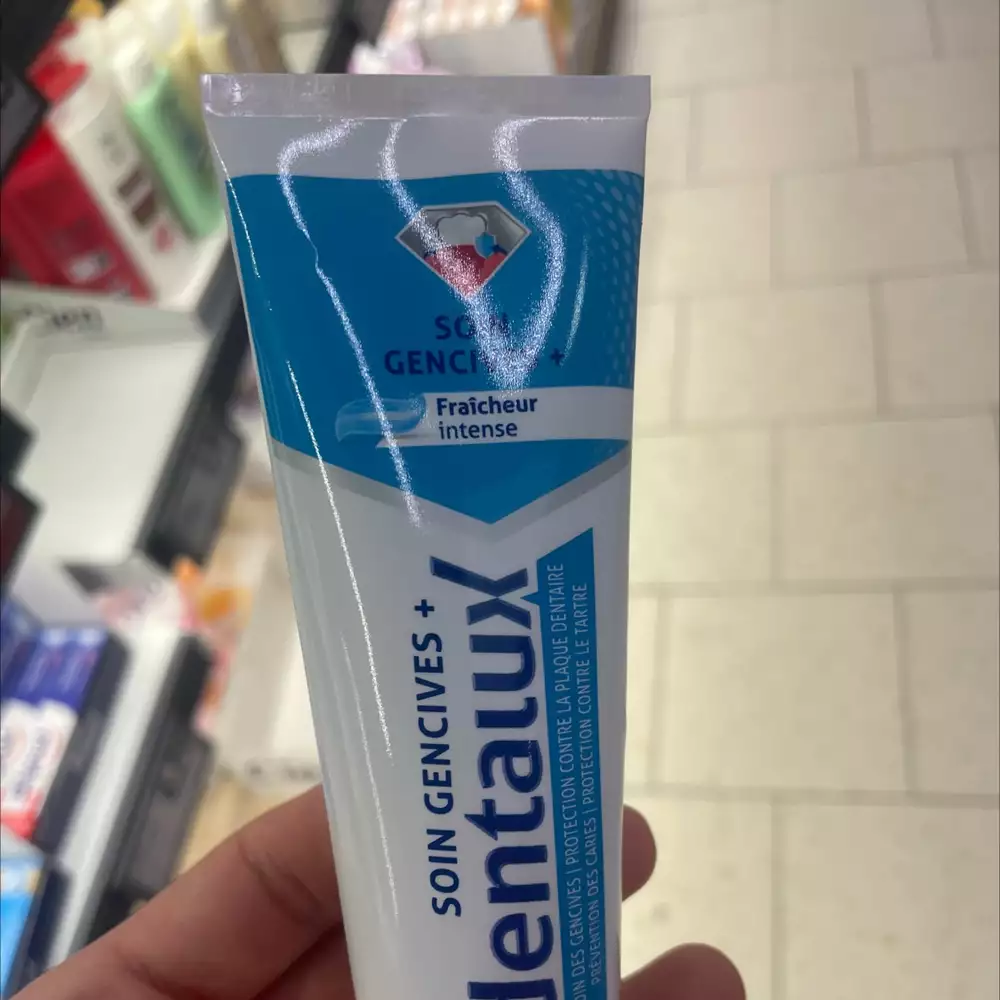 SOIN
GENCIVES +
Fraîcheur
intense
SOIN GENCIVES +
dentalux
SOIN DES GENCIVES | PROTECTION CONTRE LA PLAQUE DENTAIRE
PRÉVENTION DES CARIES | PROTECTION CONTRE LE TARTRE